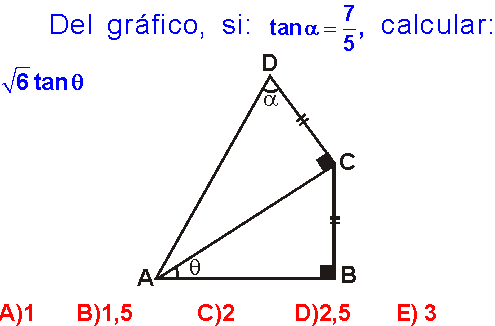 Del gráfico, si: tanα = 7/5, calcular:
√6 tanθ
D
α
C
A
θ
B
A)1 B)1,5 C)2 D)2,5 E) 3